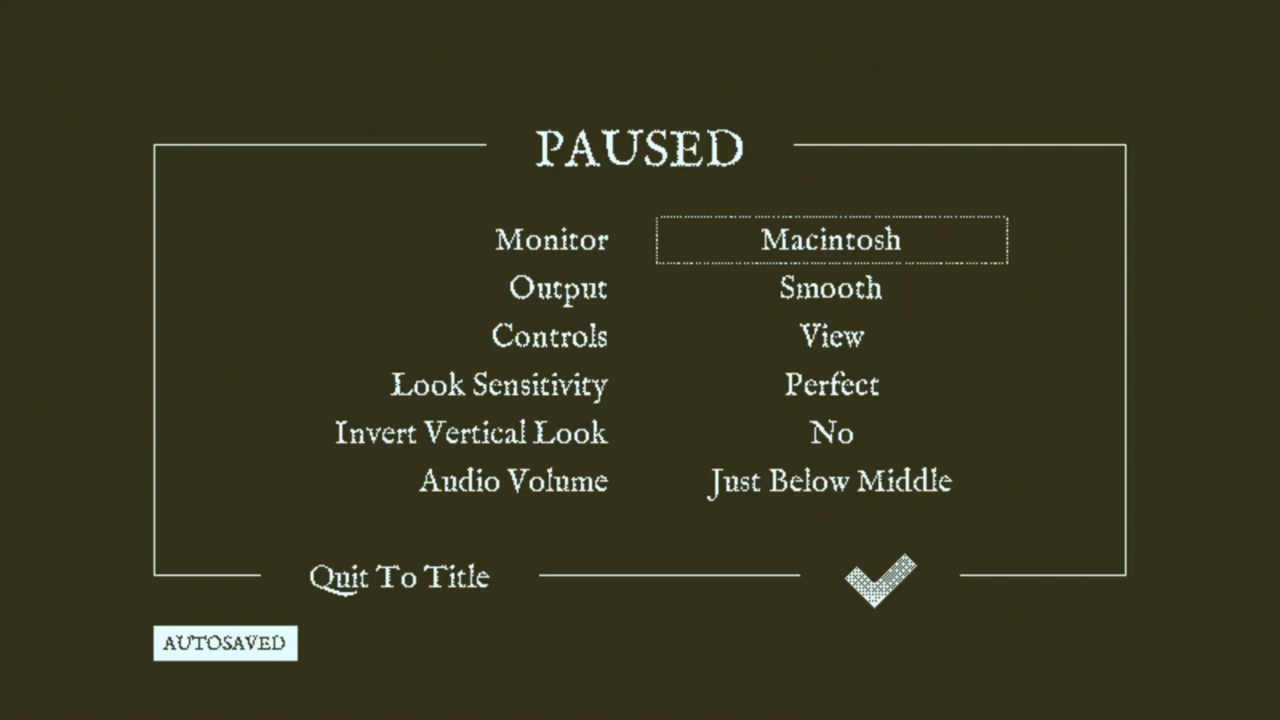 PAUSED
Monitor Macintosh
Output Smooth
Controls View
Look Sensitivity Perfect
Invert Vertical Look No
Audio Volume Just Below Middle
Quit To Title
AUTOSAVED